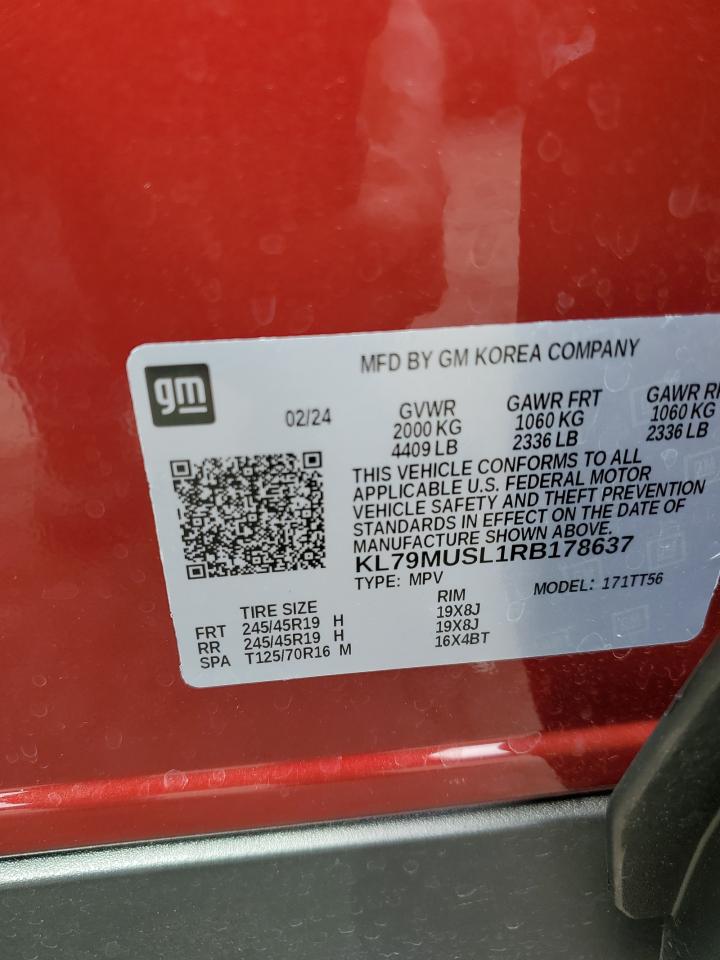 gm
MFD BY GM KOREA COMPANY
02/24
GVWR GAWR FRT GAWR
2000 KG 1060 KG 1060 KG
4409 LB 2336 LB 2336 LB
THIS VEHICLE CONFORMS TO ALL
APPLICABLE U.S. FEDERAL MOTOR
VEHICLE SAFETY AND THEFT PREVENTION
STANDARDS IN EFFECT ON THE DATE OF
MANUFACTURE SHOWN ABOVE.
KL79MUSL1RB178637
TYPE: MPV MODEL: 171TT56
TIRE SIZE RIM
FRT 245/45R19 H 19X8J
RR 245/45R19 H 19X8J
SPA T125/70R16 M 16X4BT